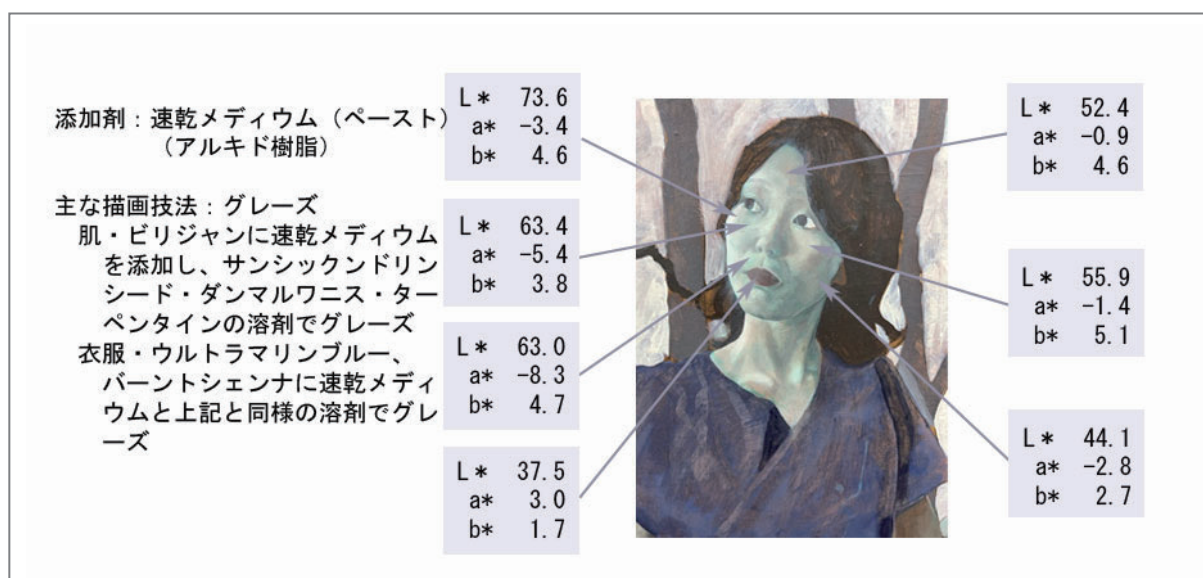 添加剤：速乾メディウム（ペースト）
（アルキド樹脂）
主な描画技法：グレーズ
肌・ビリジャンに速乾メディウム
を添加し、サンシックンドリン
シード・ダンマルワニス・ター
ペンタインの溶剤でグレーズ
衣服・ウルトラマリンブルー、
バーントシェンナに速乾メディ
ウムと上記と同様の溶剤でグレ
ーズ
L* 73.6
a* -3.4
b* 4.6
L* 63.4
a* -5.4
b* 3.8
L* 63.0
a* -8.3
b* 4.7
L* 37.5
a* 3.0
b* 1.7
L* 52.4
a* -0.9
b* 4.6
L* 55.9
a* -1.4
b* 5.1
L* 44.1
a* -2.8
b* 2.7